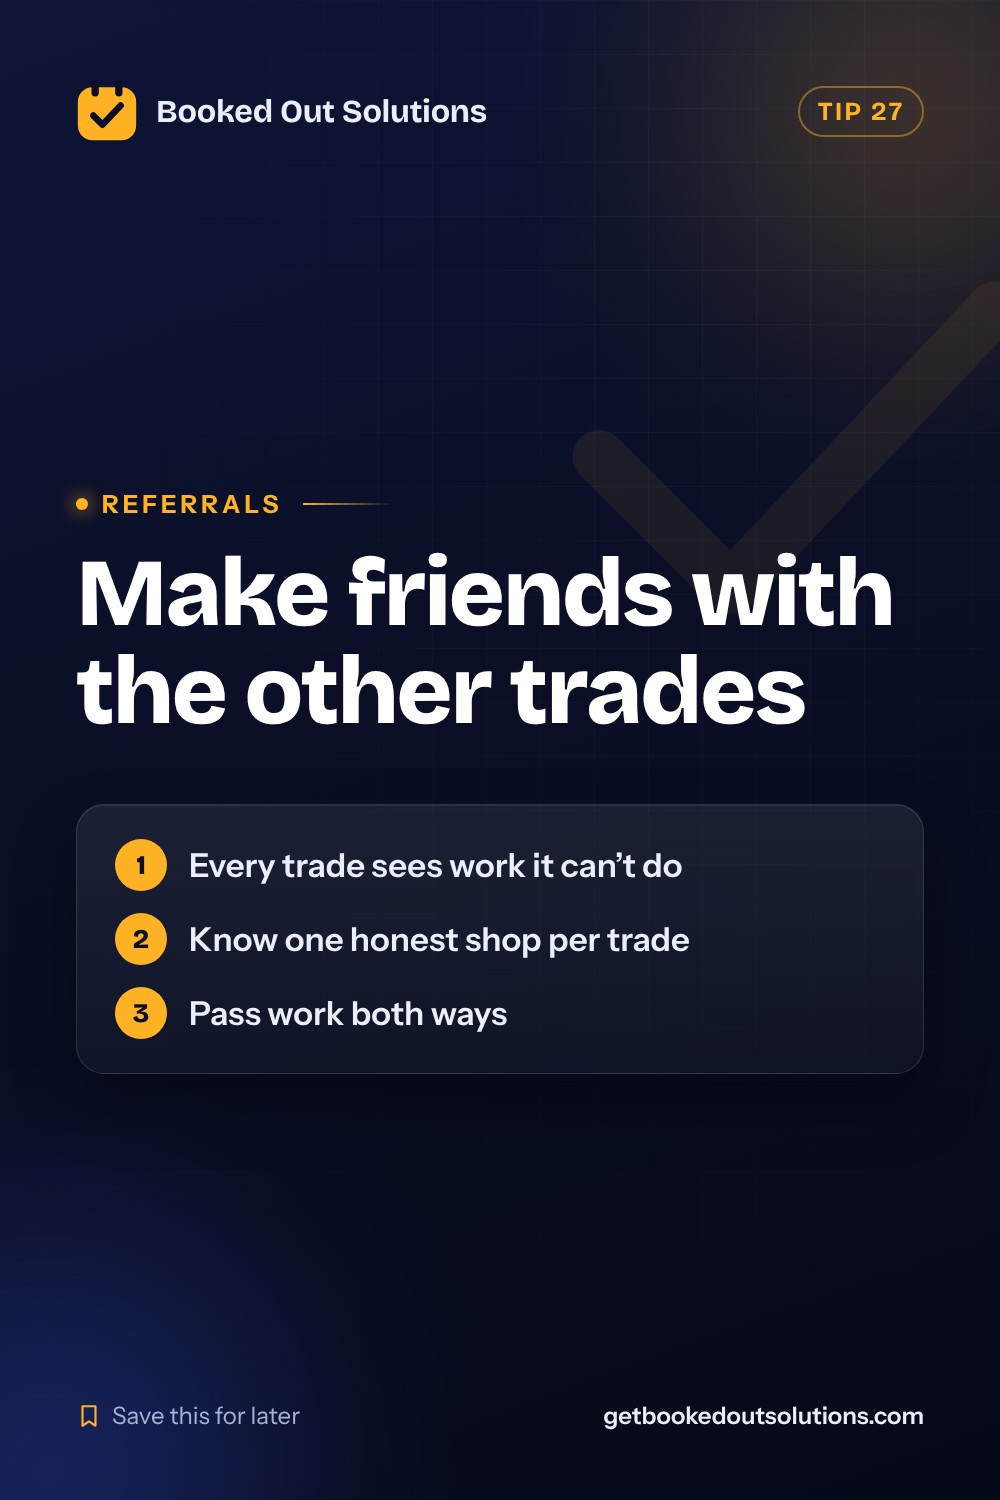 Booked Out Solutions
TIP 27
REFERRALS
Make friends with
the other trades
1 Every trade sees work it can’t do
2 Know one honest shop per trade
3 Pass work both ways
Save this for later
getbookedoutsolutions.com